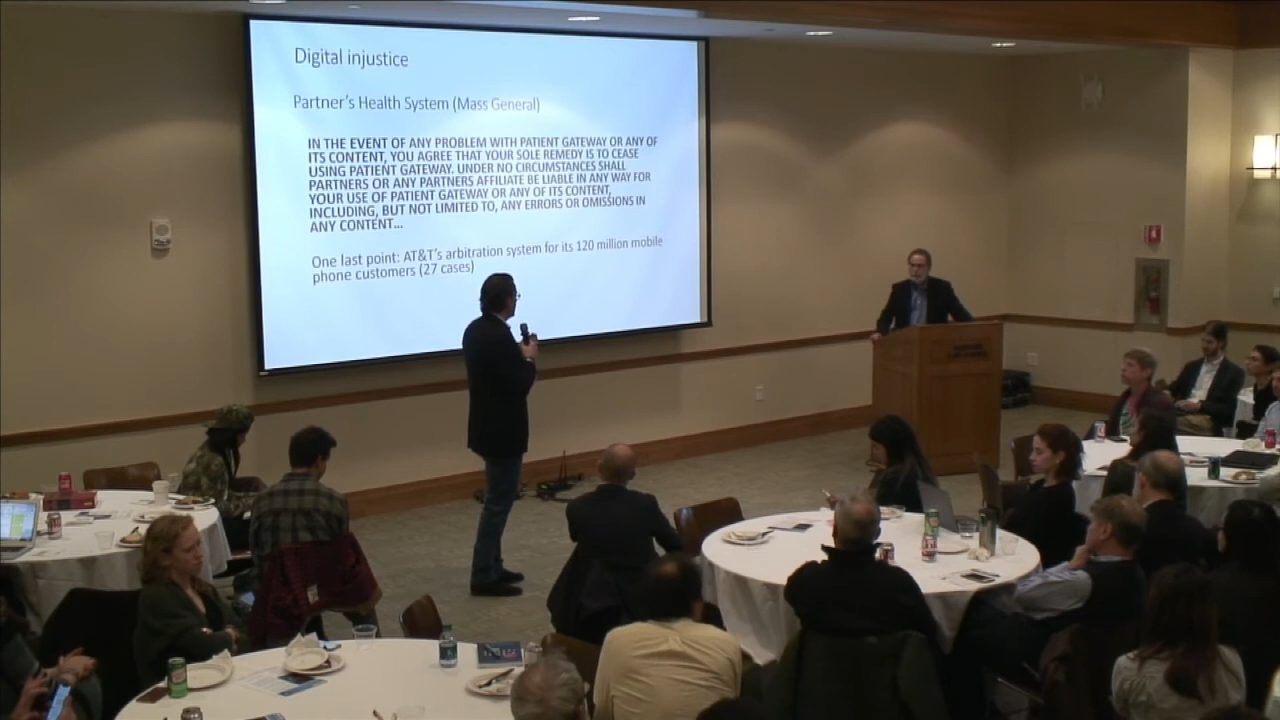 Digital injustice
Partner's Health System (Mass General)
IN THE EVENT OF ANY PROBLEM WITH PATIENT GATEWAY OR ANY OF
ITS CONTENT, YOU AGREE THAT YOUR SOLE REMEDY IS TO CEASE
USING PATIENT GATEWAY. UNDER NO CIRCUMSTANCES SHALL
PARTNERS OR ANY PARTNERS AFFILIATE BE LIABLE IN ANY WAY FOR
YOUR USE OF PATIENT GATEWAY OR ANY OF ITS CONTENT,
INCLUDING, BUT NOT LIMITED TO, ANY ERRORS OR OMISSIONS IN
ANY CONTENT...
One last point: AT&T's arbitration system for its 120 million mobile
phone customers (27 cases)